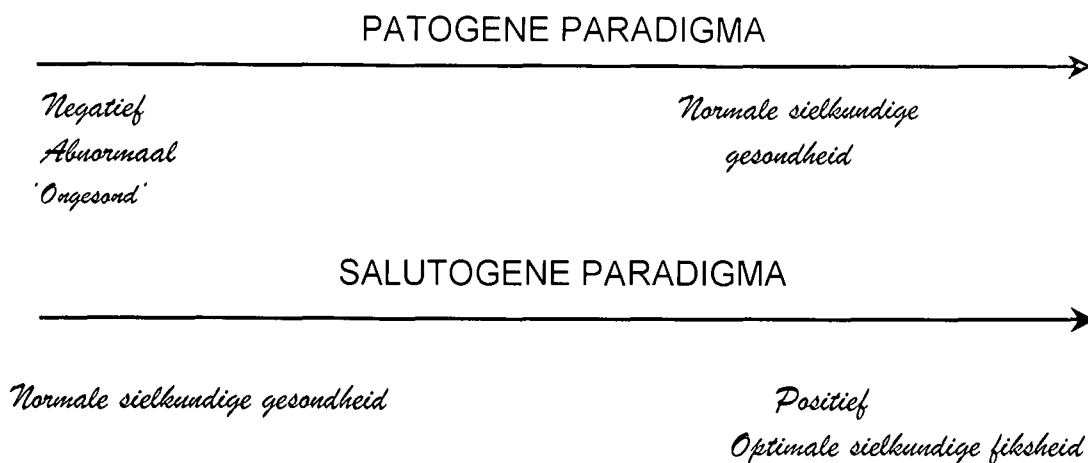 PATOGENE PARADIGMA
Negatief
Abnormaal
'Ongesond'
Normale sielkundige
gesondheid
SALUTOGENE PARADIGMA
Normale sielkundige gesondheid
Positief
Optimale sielkundige fiksheid